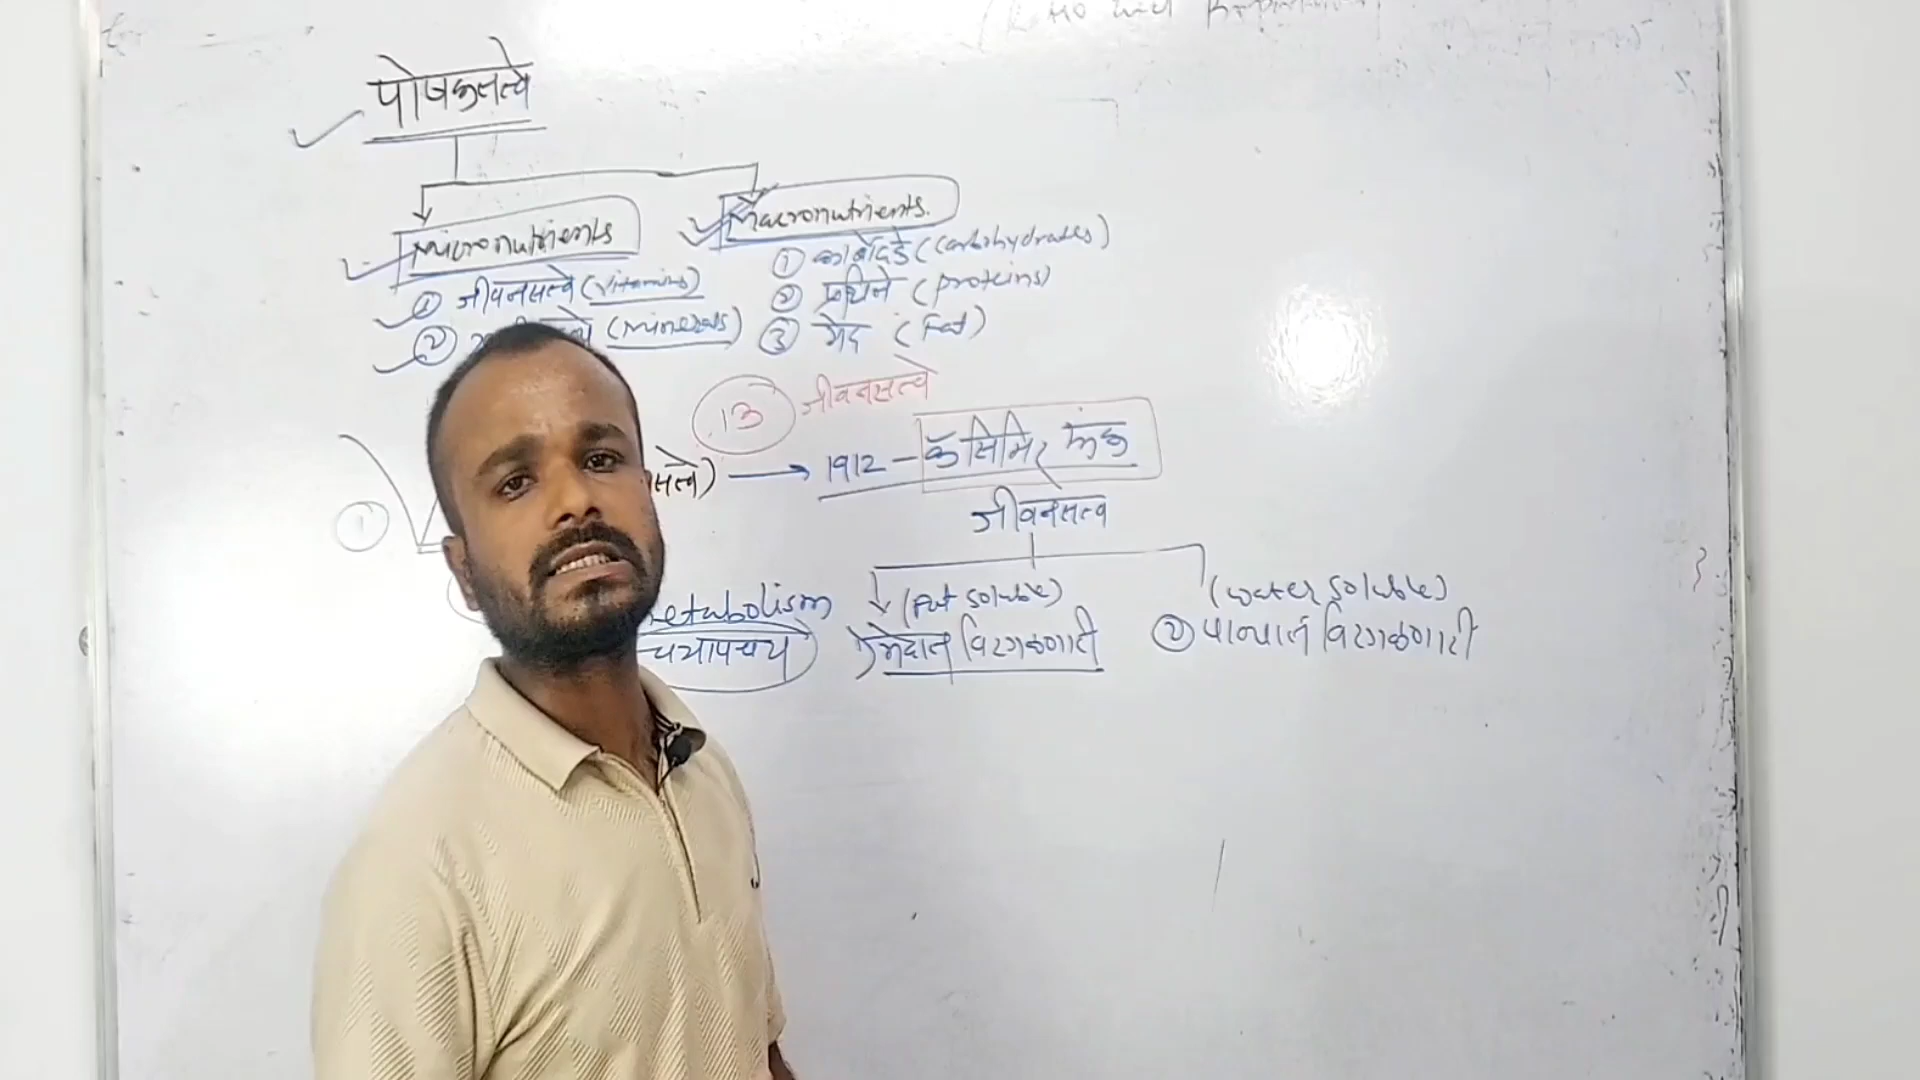 पोषकतत्वे
Micronutrients
Macronutrients.
① जीवनसत्वे (Vitamins)
② (Minerals)
① कार्बोदके (carbohydrates)
② प्रथिने (proteins)
③ मेद (Fat)
13 जीवनसत्वे
1912 - कॅसिमिर फंक
जीवनसत्व
①
चयापचय
(Fat soluble)
मेदात विरघळणारी
(water soluble)
② पाण्यात विरघळणारी